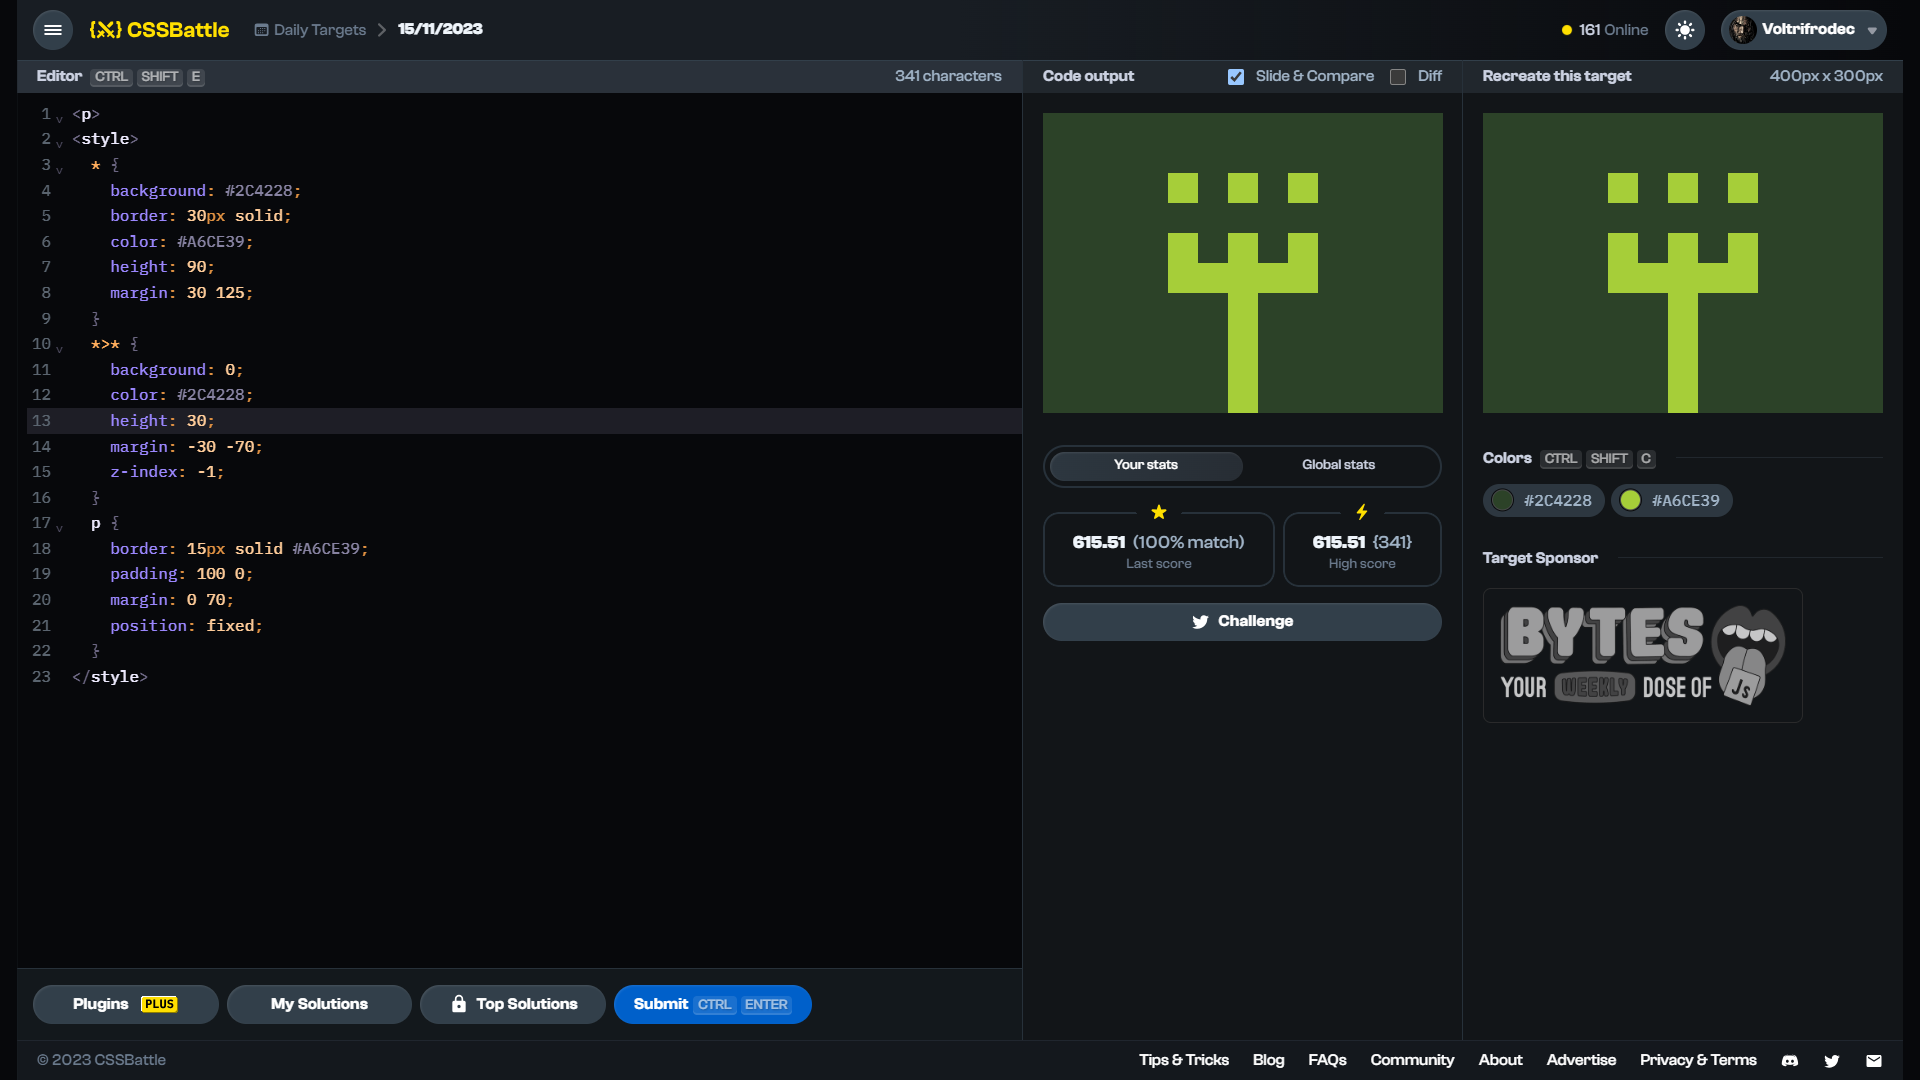 CSSBattle Daily Targets 15/11/2023 161 Online Voltrifrodec
Editor CTRL SHIFT E 341 characters
1 <p>
2 <style>
3 * {
4 background: #2C4228;
5 border: 30px solid;
6 color: #A6CE39;
7 height: 90;
8 margin: 30 125;
9 }
10 *>* {
11 background: 0;
12 color: #2C4228;
13 height: 30;
14 margin: -30 -70;
15 z-index: -1;
16 }
17 p {
18 border: 15px solid #A6CE39;
19 padding: 100 0;
20 margin: 0 70;
21 position: fixed;
22 }
23 </style>
Plugins PLUS My Solutions Top Solutions Submit CTRL ENTER
Code output Slide & Compare Diff
Your stats Global stats
615.51 (100% match) 615.51 {341}
Last score High score
Challenge
Recreate this target 400px x 300px
Colors CTRL SHIFT C
#2C4228 #A6CE39
Target Sponsor
BYTES
YOUR WEEKLY DOSE OF JS
© 2023 CSSBattle Tips & Tricks Blog FAQs Community About Advertise Privacy & Terms